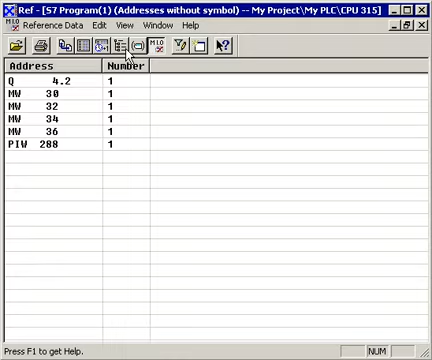 Ref - [S7 Program(1) (Addresses without symbol) -- My Project\My PLC\CPU 315]
Reference Data Edit View Window Help
M I.O
Address Number
Q 4.2 1
MW 30 1
MW 32 1
MW 34 1
MW 36 1
PIW 288 1
Press F1 to get Help. NUM